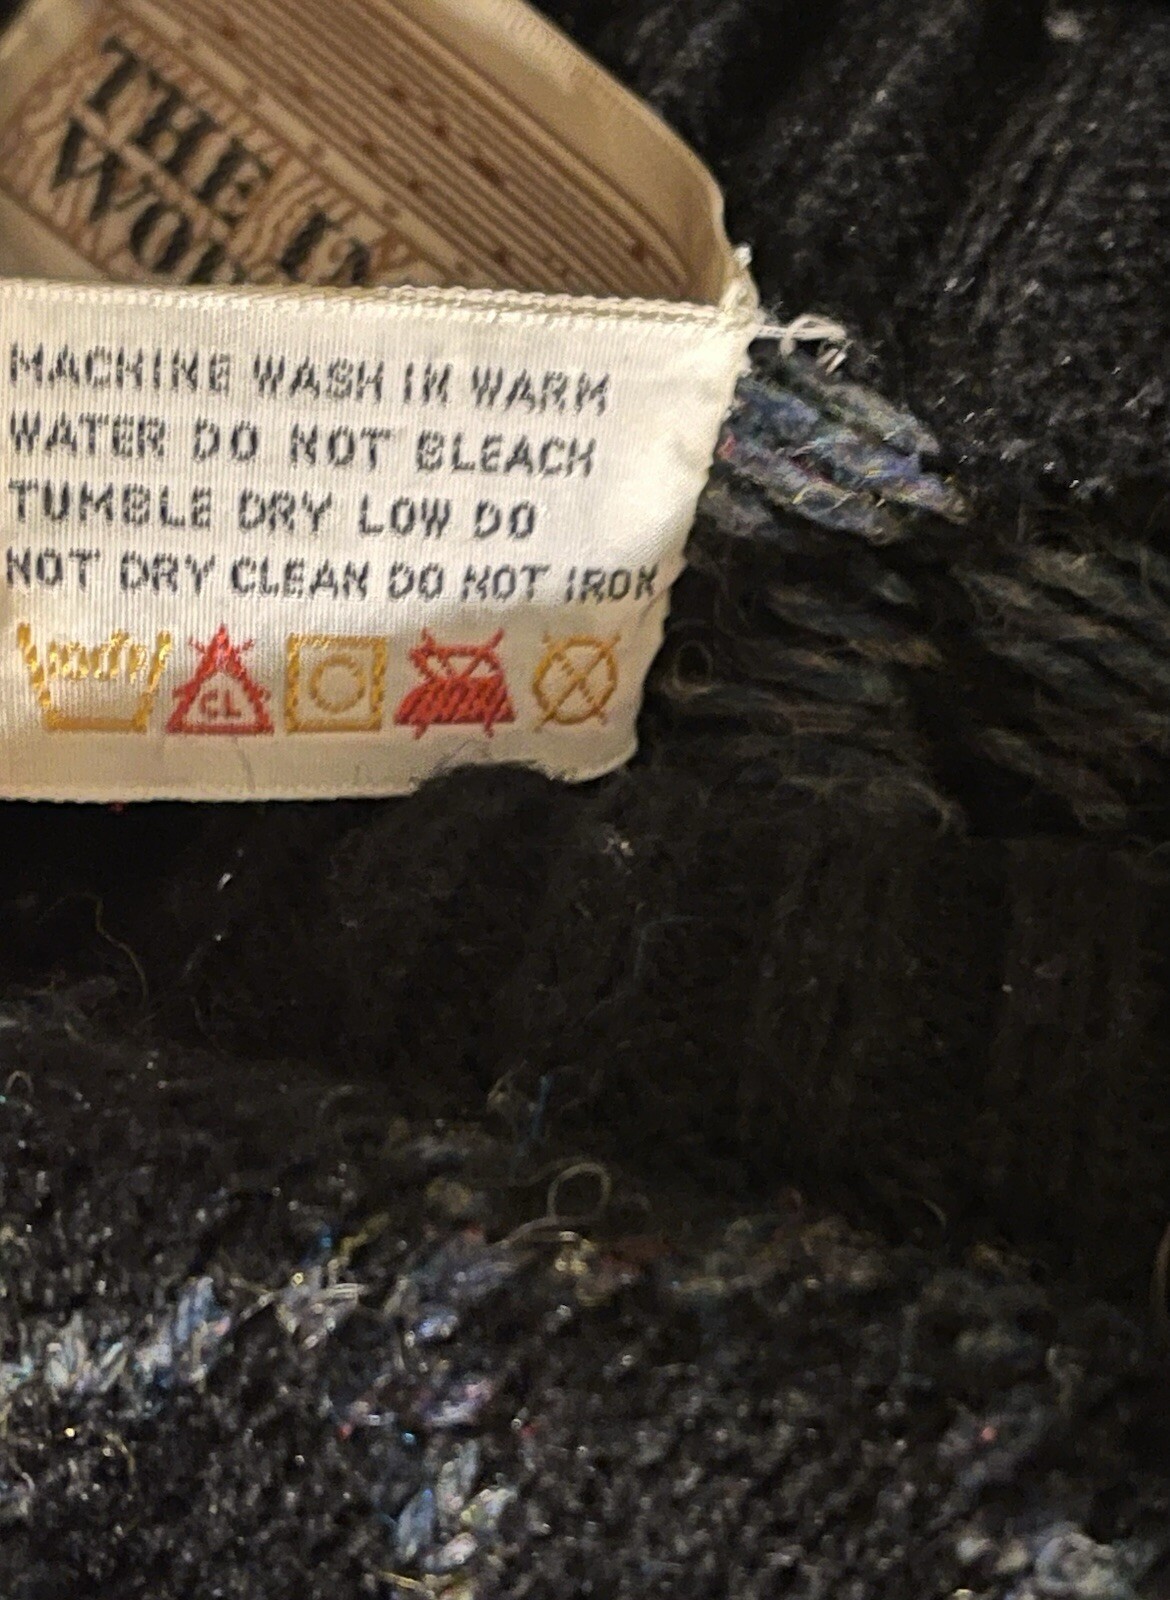 THE
MACHINE WASH IN WARM
WATER DO NOT BLEACH
TUMBLE DRY LOW DO
NOT DRY CLEAN DO NOT IRON
CL